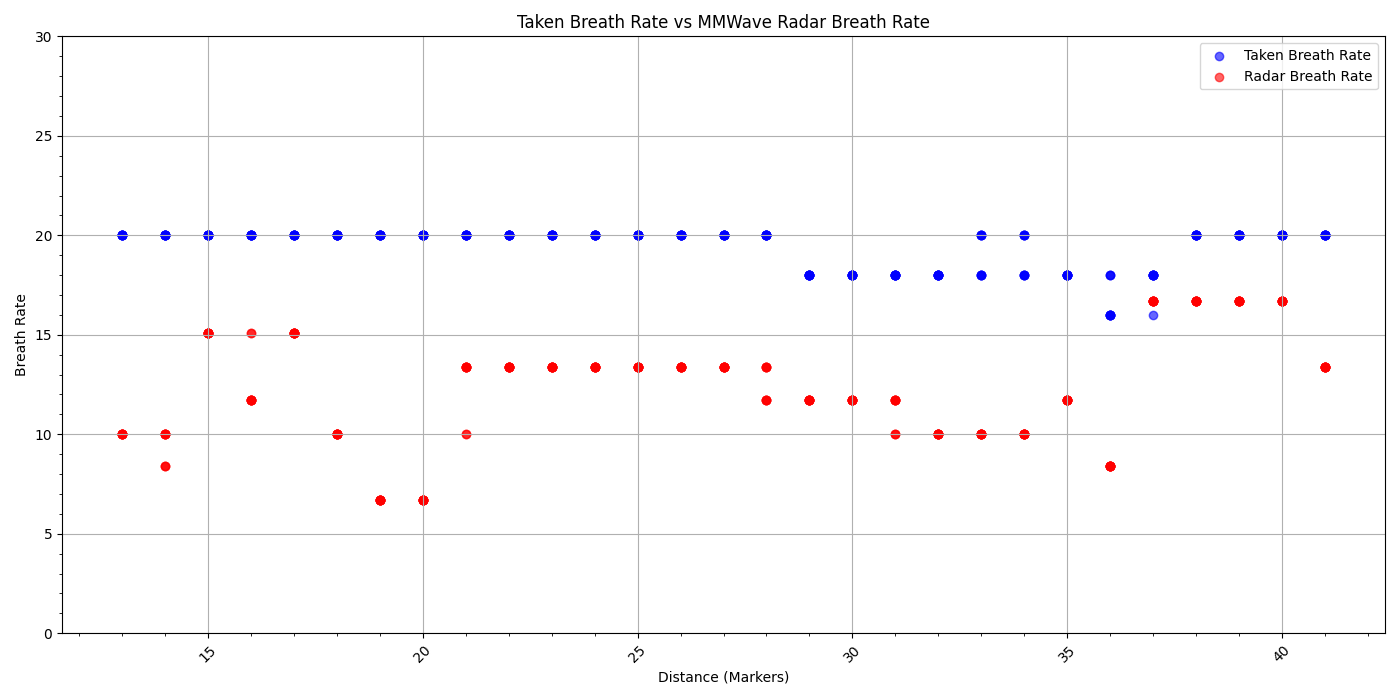 Taken Breath Rate vs MMWave Radar Breath Rate
Taken Breath Rate
Radar Breath Rate
Breath Rate
30
25
20
15
10
5
0
15
20
25
30
35
40
Distance (Markers)